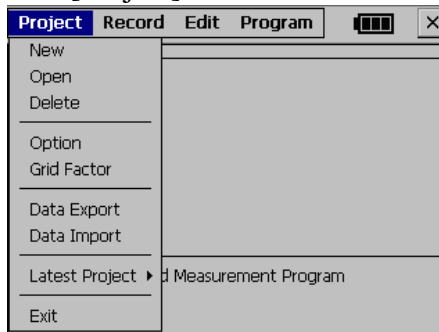 Project Record Edit Program
New
Open
Delete
Option
Grid Factor
Data Export
Data Import
Latest Project d Measurement Program
Exit